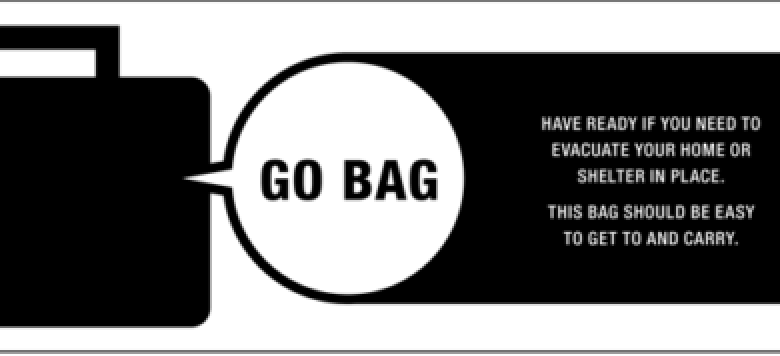 GO BAG
HAVE READY IF YOU NEED TO
EVACUATE YOUR HOME OR
SHELTER IN PLACE.
THIS BAG SHOULD BE EASY
TO GET TO AND CARRY.